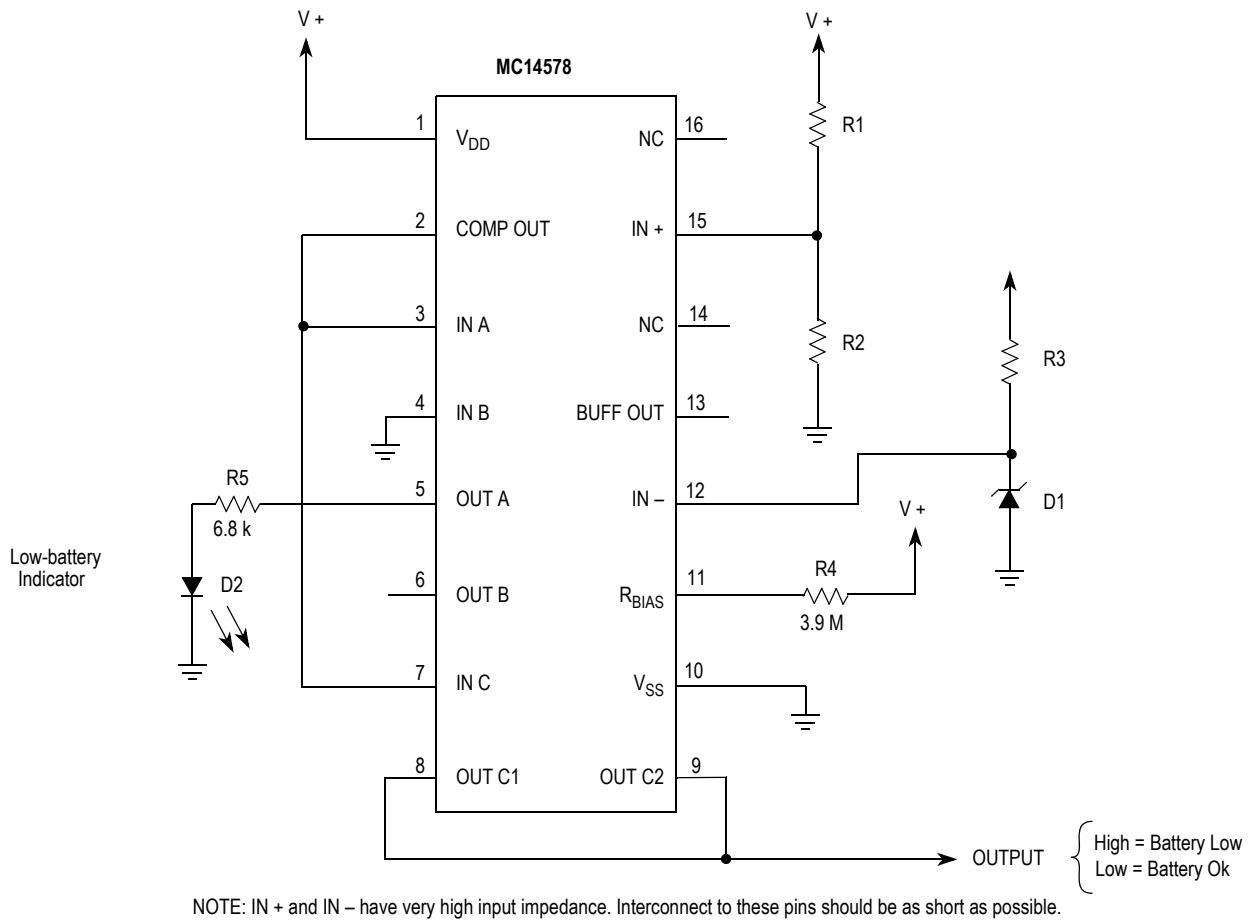 V +
V +
MC14578
1
VDD
NC
16
R1
2
COMP OUT
IN +
15
3
IN A
NC
14
R2
R3
4
IN B
BUFF OUT
13
R5
6.8 k
5
OUT A
IN –
12
D1
V +
Low-battery
Indicator
D2
6
OUT B
RBIAS
11
R4
3.9 M
7
IN C
VSS
10
8
OUT C1
OUT C2
9
OUTPUT
High = Battery Low
Low = Battery Ok
NOTE: IN + and IN – have very high input impedance. Interconnect to these pins should be as short as possible.